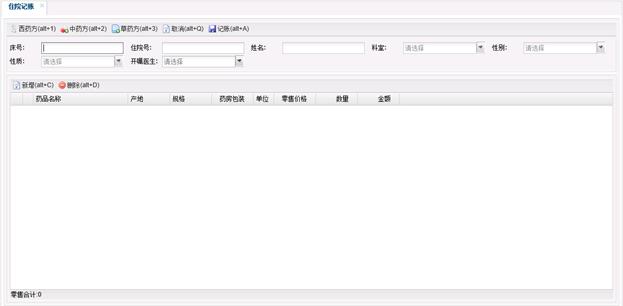 住院记账
西药方(alt+1) 中药方(alt+2) 草药方(alt+3) 取消(alt+Q) 记账(alt+A)
床号: 住院号: 姓名: 科室: 请选择 性别: 请选择
性质: 请选择 开嘱医生: 请选择
新增(alt+C) 删除(alt+D)
药品名称 产地 规格 药房包装 单位 零售价格 数量 金额
零售合计:0